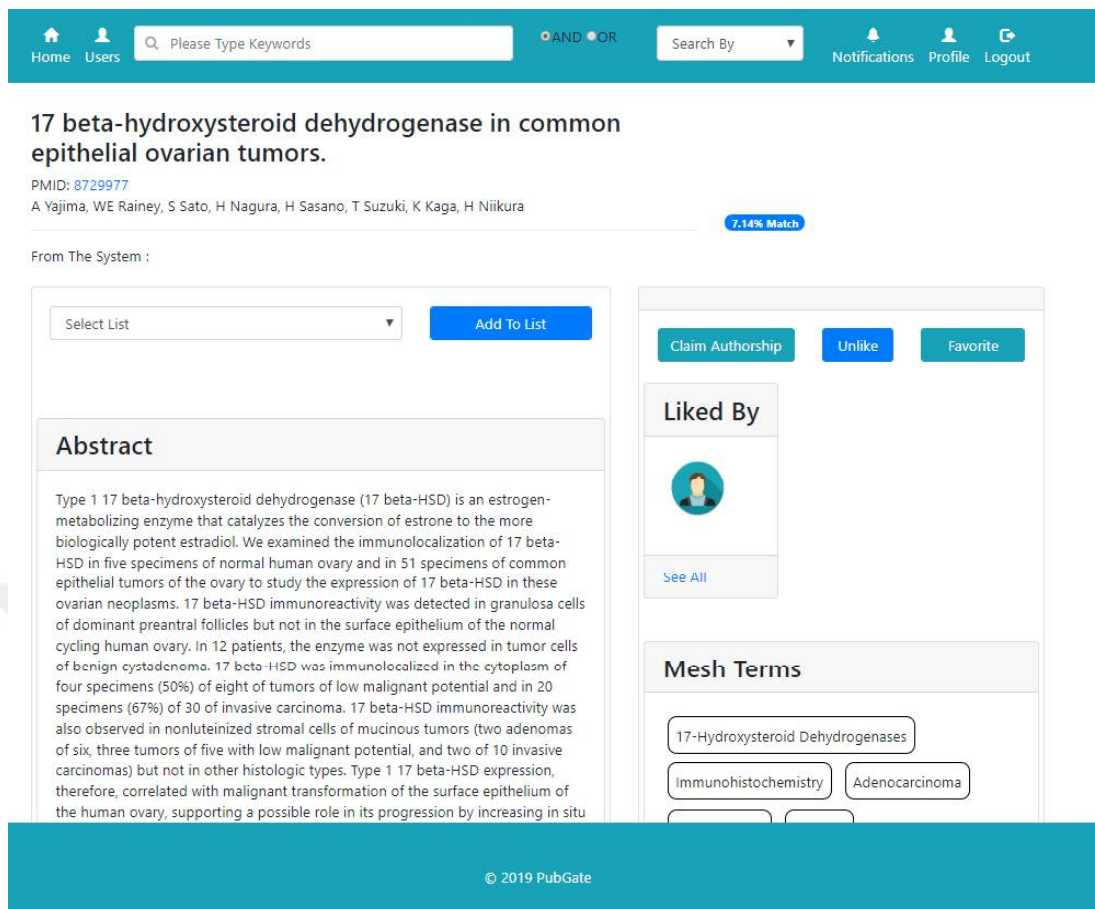 Home
Users
Please Type Keywords
AND OR
Search By
Notifications
Profile
Logout
17 beta-hydroxysteroid dehydrogenase in common
epithelial ovarian tumors.
PMID: 8729977
A Yajima, WE Rainey, S Sato, H Nagura, H Sasano, T Suzuki, K Kaga, H Niikura
7.14% Match
From The System :
Select List
Add To List
Abstract
Type 1 17 beta-hydroxysteroid dehydrogenase (17 beta-HSD) is an estrogen-
metabolizing enzyme that catalyzes the conversion of estrone to the more
biologically potent estradiol. We examined the immunolocalization of 17 beta-
HSD in five specimens of normal human ovary and in 51 specimens of common
epithelial tumors of the ovary to study the expression of 17 beta-HSD in these
ovarian neoplasms. 17 beta-HSD immunoreactivity was detected in granulosa cells
of dominant preantral follicles but not in the surface epithelium of the normal
cycling human ovary. In 12 patients, the enzyme was not expressed in tumor cells
of benign cystadenoma. 17 beta-HSD was immunolocalized in the cytoplasm of
four specimens (50%) of eight of tumors of low malignant potential and in 20
specimens (67%) of 30 of invasive carcinoma. 17 beta-HSD immunoreactivity was
also observed in nonluteinized stromal cells of mucinous tumors (two adenomas
of six, three tumors of five with low malignant potential, and two of 10 invasive
carcinomas) but not in other histologic types. Type 1 17 beta-HSD expression,
therefore, correlated with malignant transformation of the surface epithelium of
the human ovary, supporting a possible role in its progression by increasing in situ
Claim Authorship
Unlike
Favorite
Liked By
See All
Mesh Terms
17-Hydroxysteroid Dehydrogenases
Immunohistochemistry
Adenocarcinoma
© 2019 PubGate